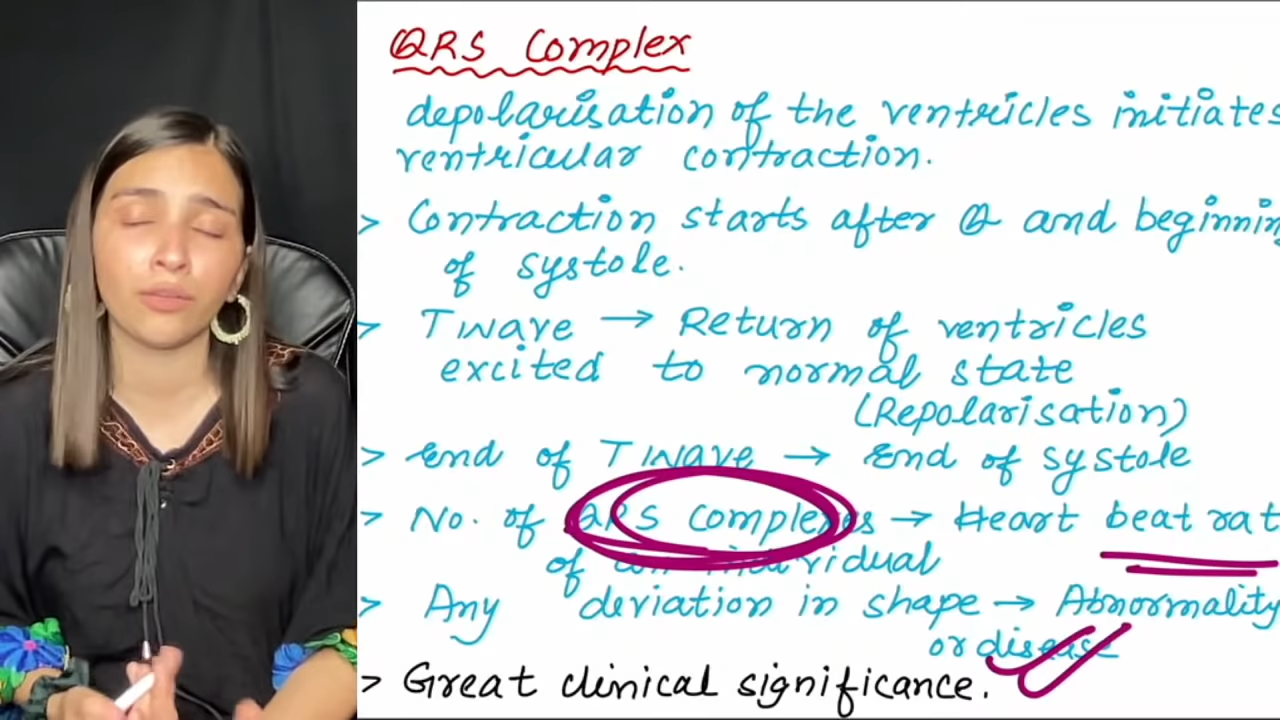 QRS Complex
depolarisation of the ventricles initiates
ventricular contraction.
> Contraction starts after Q and beginnin
of systole.
> T wave → Return of ventricles
excited to normal state
(Repolarisation)
> End of T wave → End of systole
> No. of QRS complexes → Heart beat rat
of an individual
> Any deviation in shape → Abnormality
or disease
> Great clinical significance.